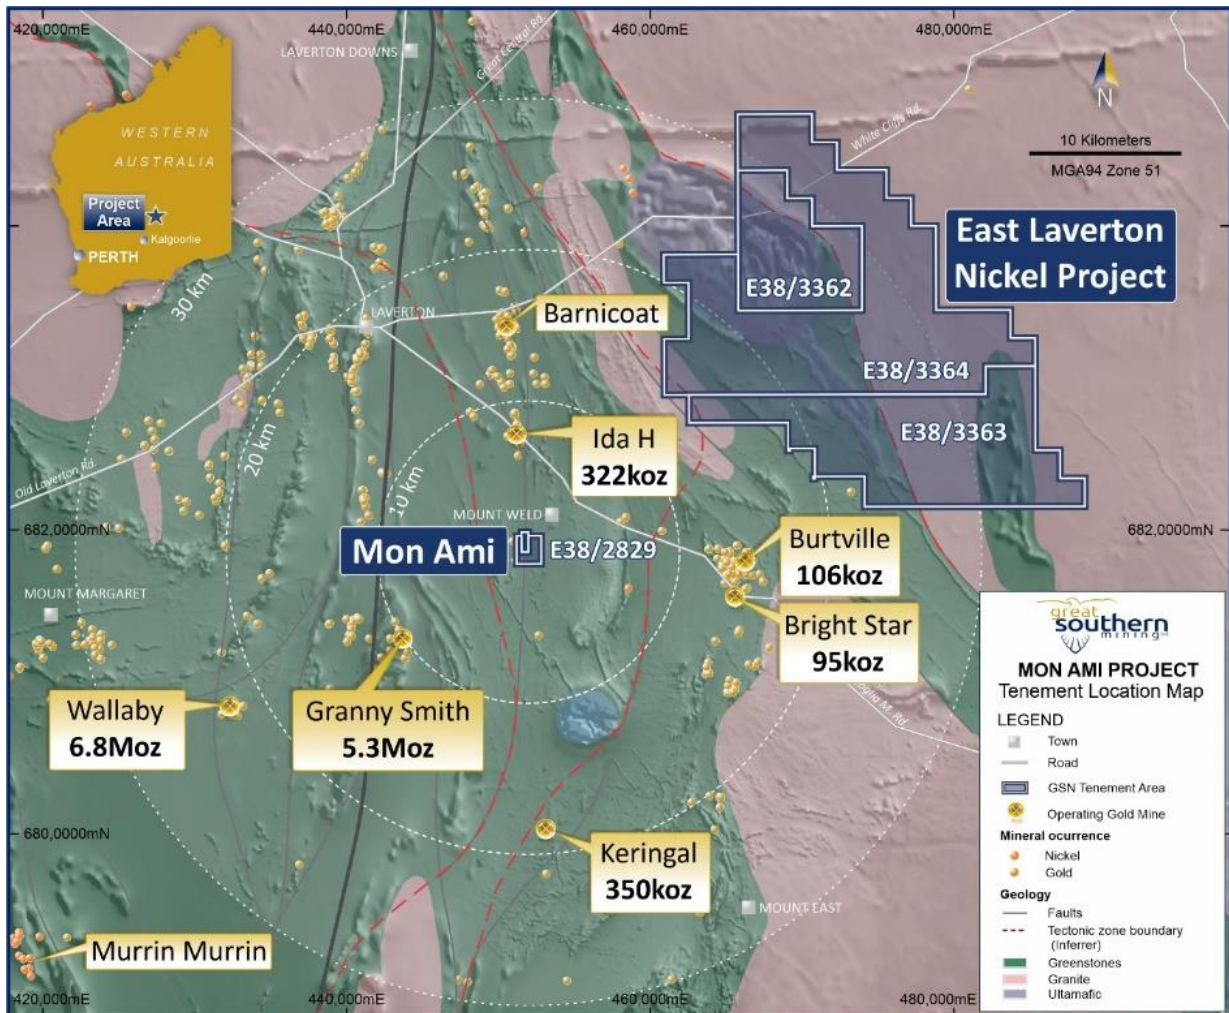 420,000mE
440,000mE
460,000mE
480,000mE
LAVERTON DOWNS
Great Central Rd
White Cliffs Rd.
N
10 Kilometers
MGA94 Zone 51
WESTERN
AUSTRALIA
Project
Area
Kalgoorlie
PERTH
30 km
East Laverton
Nickel Project
E38/3362
Barnicoat
LAVERTON
E38/3364
E38/3363
Ida H
322koz
20 km
10 km
Old Laverton Rd.
MOUNT WELD
682,0000mN
682,0000mN
Mon Ami
E38/2829
Burtville
106koz
MOUNT MARGARET
Bright Star
95koz
Wallaby
6.8Moz
Granny Smith
5.3Moz
M. Rd.
680,0000mN
Keringal
350koz
MOUNT EAST
Murrin Murrin
420,000mE
440,000mE
460,000mE
480,000mE
great
southern
mining
MON AMI PROJECT
Tenement Location Map
LEGEND
Town
Road
GSN Tenement Area
Operating Gold Mine
Mineral ocurrence
Nickel
Gold
Geology
Faults
Tectonic zone boundary
(Inferrer)
Greenstones
Granite
Ultamafic